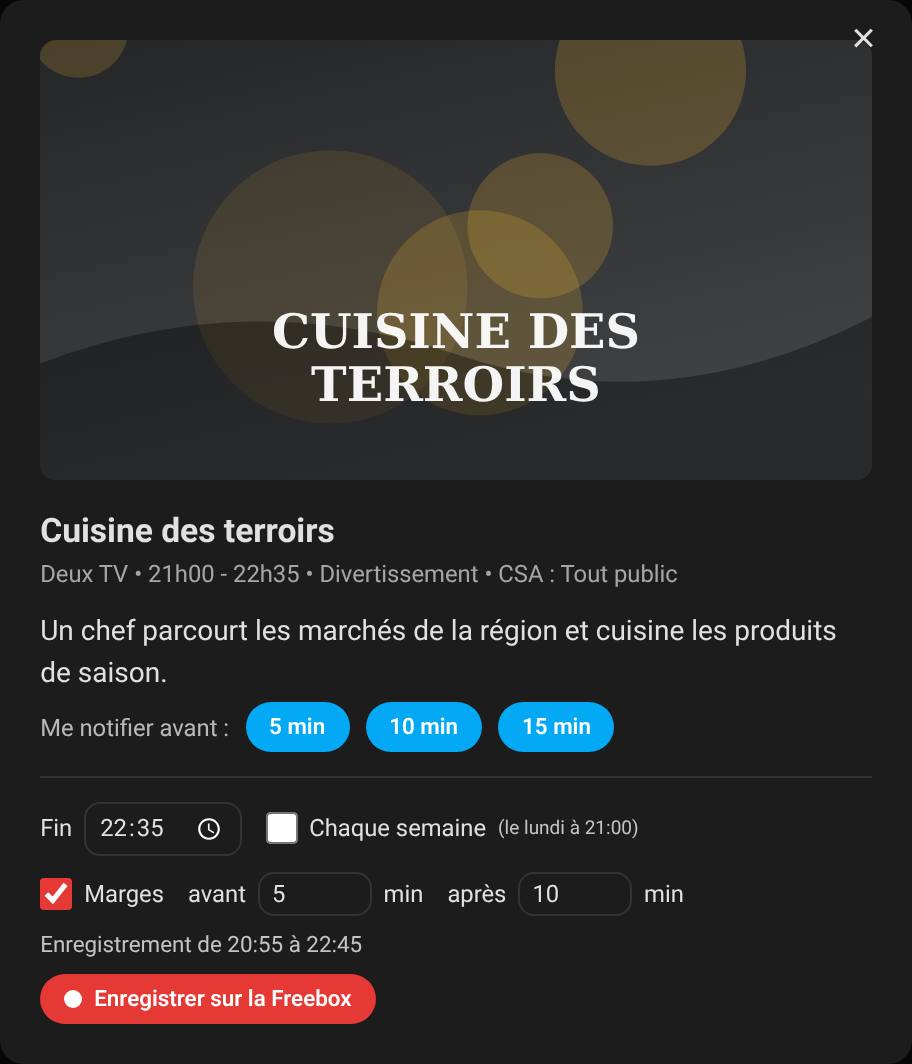 ×
CUISINE DES
TERROIRS
Cuisine des terroirs
Deux TV • 21h00 - 22h35 • Divertissement • CSA : Tout public
Un chef parcourt les marchés de la région et cuisine les produits
de saison.
Me notifier avant : 5 min 10 min 15 min
Fin 22:35 Chaque semaine (le lundi à 21:00)
Marges avant 5 min après 10 min
Enregistrement de 20:55 à 22:45
Enregistrer sur la Freebox